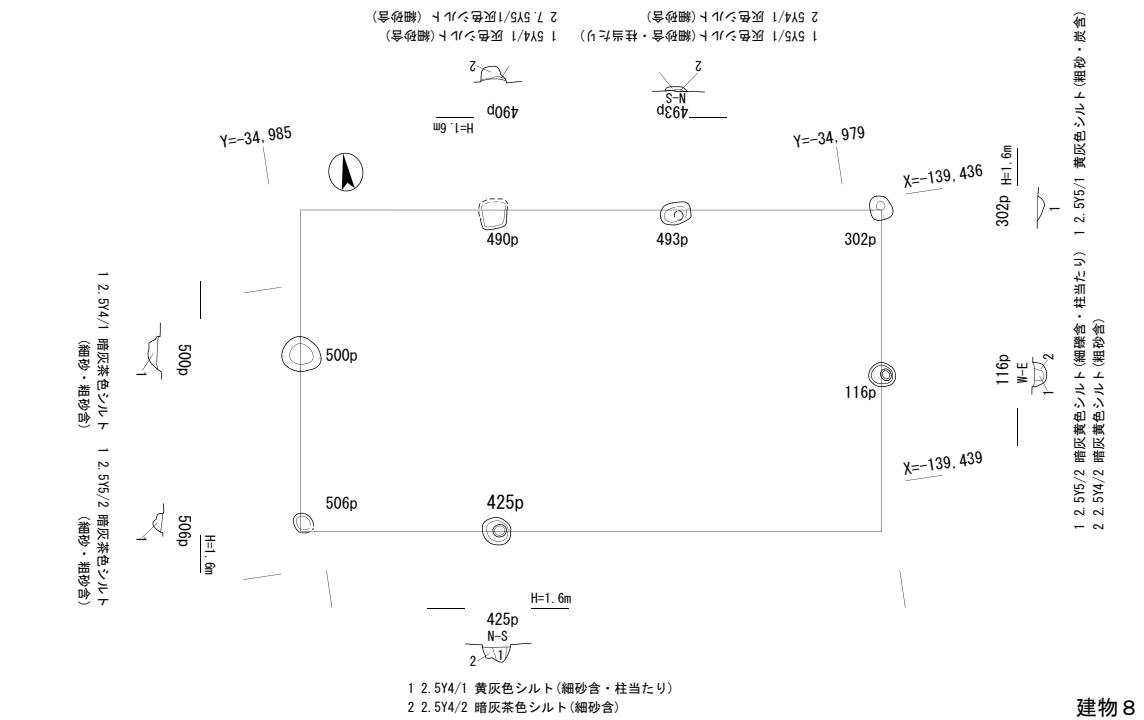 2 7.5Y5/1灰色シルト (細砂含)
1 5Y4/1 灰色シルト(細砂含)
2 5Y4/1 灰色シルト(細砂含)
1 5Y5/1 灰色シルト(細砂含・柱当たり)
2
490p
H=1.6m
2
N-S
493p
Y=-34,985
Y=-34,979
X=-139,436
H=1.6m
302p
1
1 2.5Y5/1 黄灰色シルト(粗砂・炭含)
490p
493p
302p
1 2.5Y4/1 暗灰茶色シルト
(細砂・粗砂含)
1
500p
500p
116p
116p
W-E
2
1
1 2.5Y5/2 暗灰黄色シルト(細礫含・柱当たり)
2 2.5Y4/2 暗灰黄色シルト(粗砂含)
X=-139,439
1 2.5Y5/2 暗灰茶色シルト
(細砂・粗砂含)
1
506p
H=1.6m
506p
425p
H=1.6m
425p
N-S
2
1
1 2.5Y4/1 黄灰色シルト(細砂含・柱当たり)
2 2.5Y4/2 暗灰茶色シルト(細砂含)
建物8